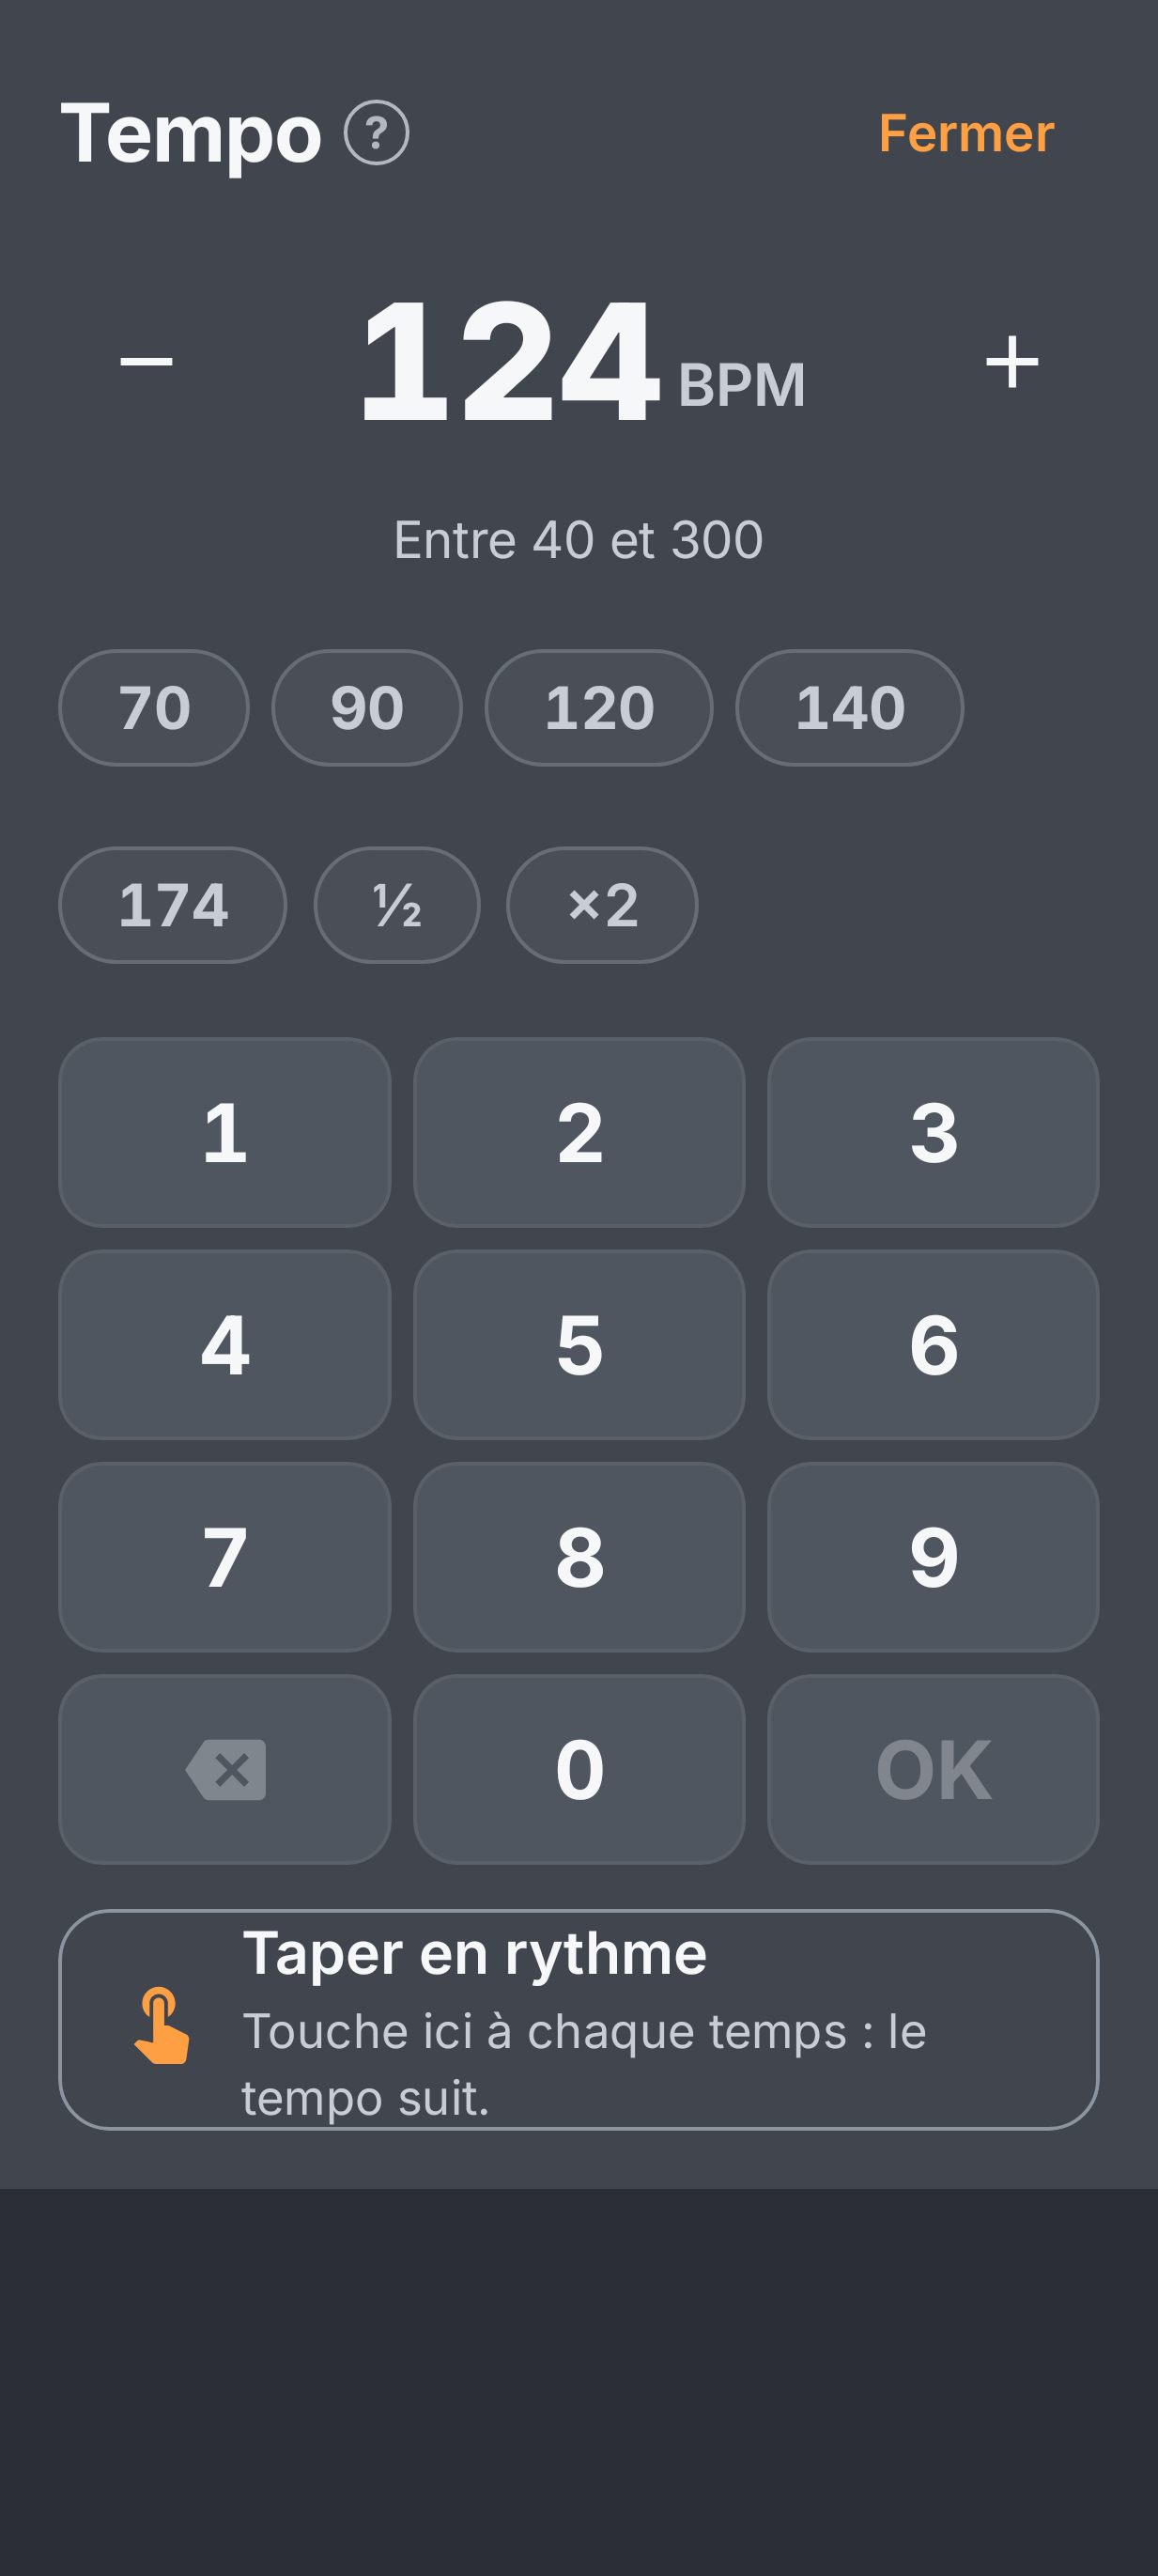 Tempo ?
Fermer
− 124 BPM +
Entre 40 et 300
70 90 120 140
174 ½ ×2
1 2 3
4 5 6
7 8 9
0 OK
Taper en rythme
Touche ici à chaque temps : le
tempo suit.